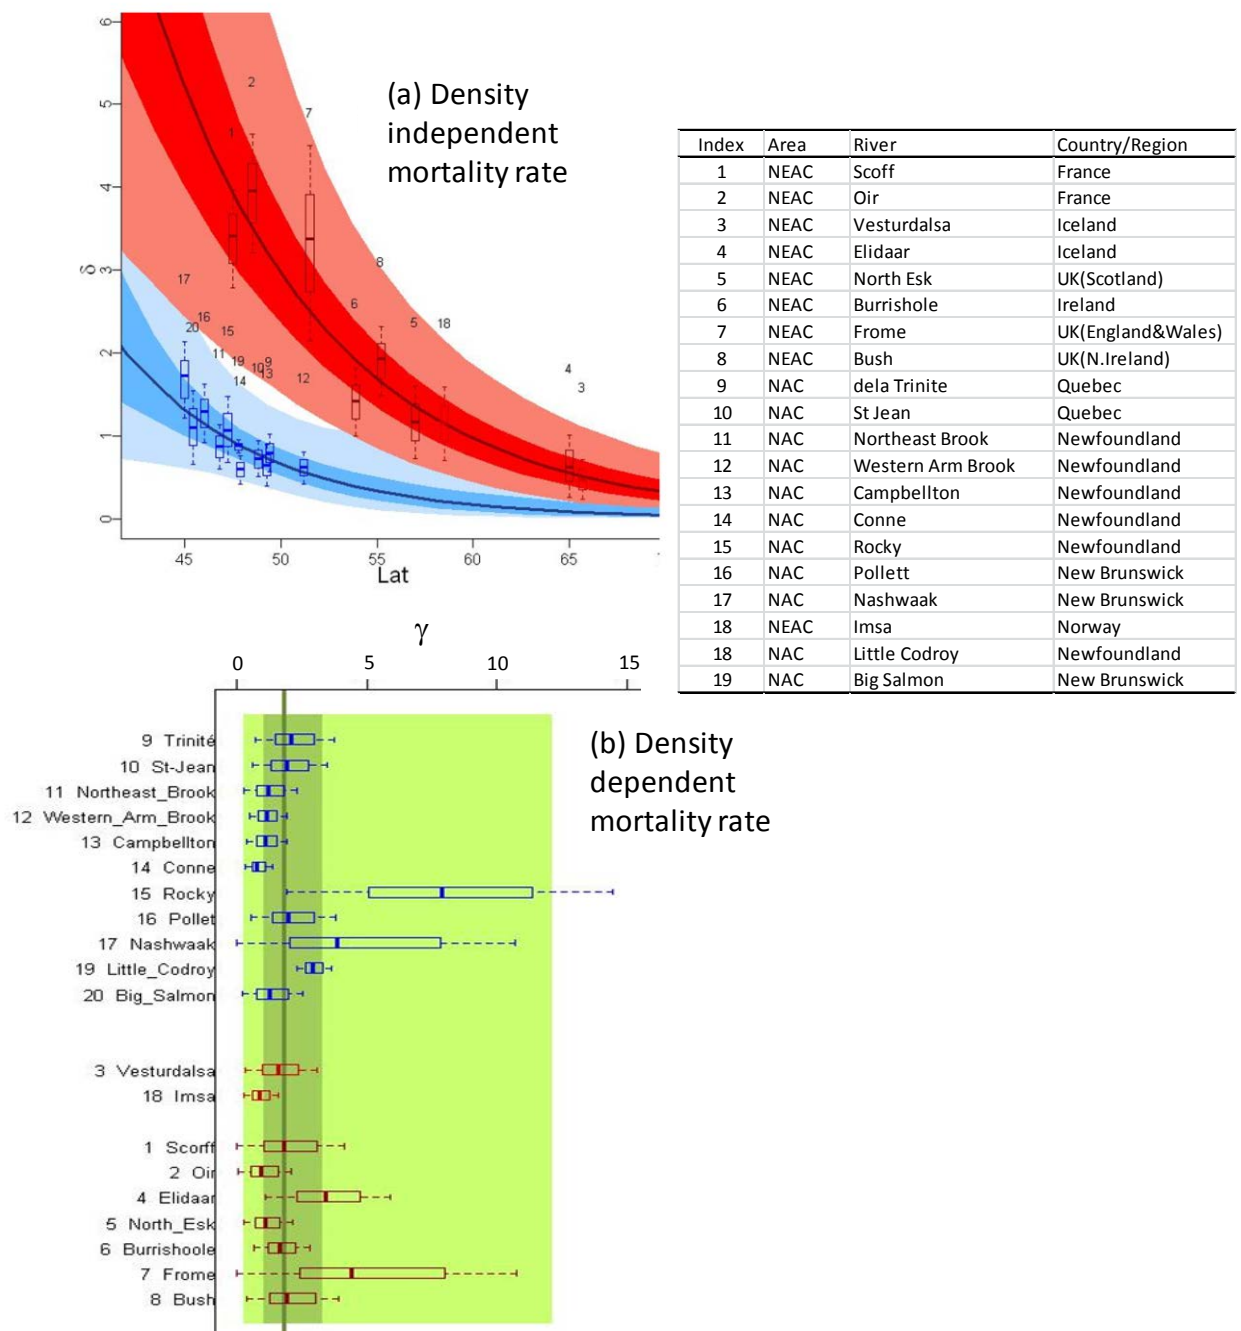 (a) Density
independent
mortality rate
6
5
4
3
2
1
0
δ
2
1
7
17
20
16
15
11
19
14
10
9
13
12
6
8
5
18
4
3
45
50
55
60
65
Lat
Index Area River Country/Region
1 NEAC Scoff France
2 NEAC Oir France
3 NEAC Vesturdalsa Iceland
4 NEAC Elidaar Iceland
5 NEAC North Esk UK(Scotland)
6 NEAC Burrishole Ireland
7 NEAC Frome UK(England&Wales)
8 NEAC Bush UK(N.Ireland)
9 NAC dela Trinite Quebec
10 NAC St Jean Quebec
11 NAC Northeast Brook Newfoundland
12 NAC Western Arm Brook Newfoundland
13 NAC Campbellton Newfoundland
14 NAC Conne Newfoundland
15 NAC Rocky Newfoundland
16 NAC Pollett New Brunswick
17 NAC Nashwaak New Brunswick
18 NEAC Imsa Norway
18 NAC Little Codroy Newfoundland
19 NAC Big Salmon New Brunswick
γ
0 5 10 15
(b) Density
dependent
mortality rate
9 Trinité
10 St-Jean
11 Northeast_Brook
12 Western_Arm_Brook
13 Campbellton
14 Conne
15 Rocky
16 Pollet
17 Nashwaak
19 Little_Codroy
20 Big_Salmon
3 Vesturdalsa
18 Imsa
1 Scorff
2 Oir
4 Elidaar
5 North_Esk
6 Burrishoole
7 Frome
8 Bush